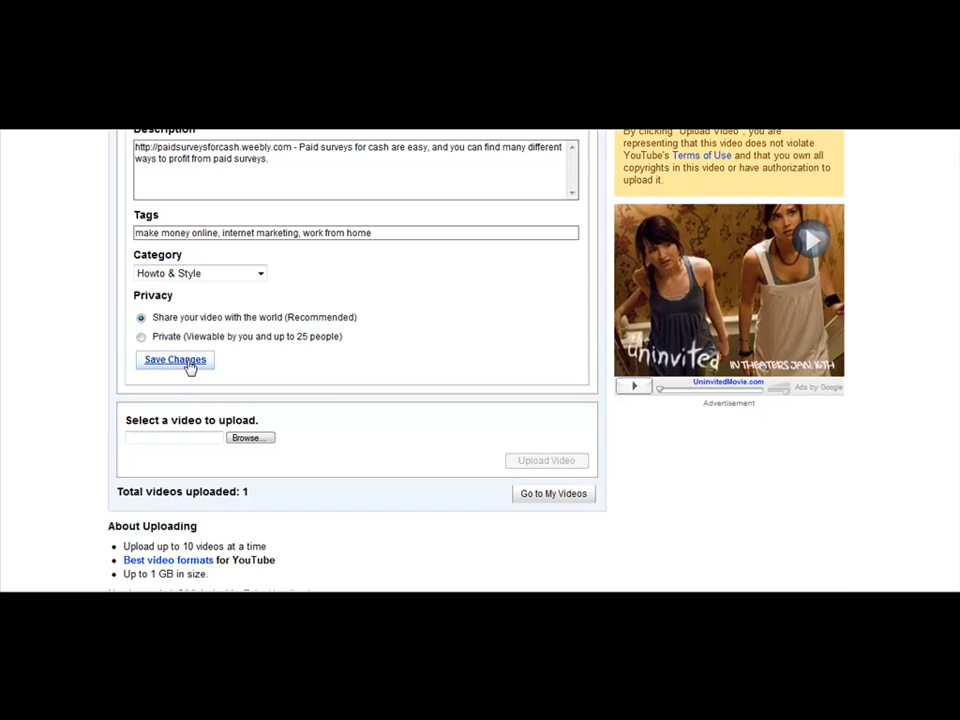 Description
http://paidsurveysforcash.weebly.com - Paid surveys for cash are easy, and you can find many different
ways to profit from paid surveys.
Tags
make money online, internet marketing, work from home
Category
Howto & Style
Privacy
Share your video with the world (Recommended)
Private (Viewable by you and up to 25 people)
Save Changes
Select a video to upload.
Browse...
Upload Video
Total videos uploaded: 1
Go to My Videos
About Uploading
Upload up to 10 videos at a time
Best video formats for YouTube
Up to 1 GB in size.
By clicking "Upload Video", you are
representing that this video does not violate
YouTube's Terms of Use and that you own all
copyrights in this video or have authorization to
upload it.
uninvited
IN THEATERS JAN. 16TH
UninvitedMovie.com
Ads by Google
Advertisement